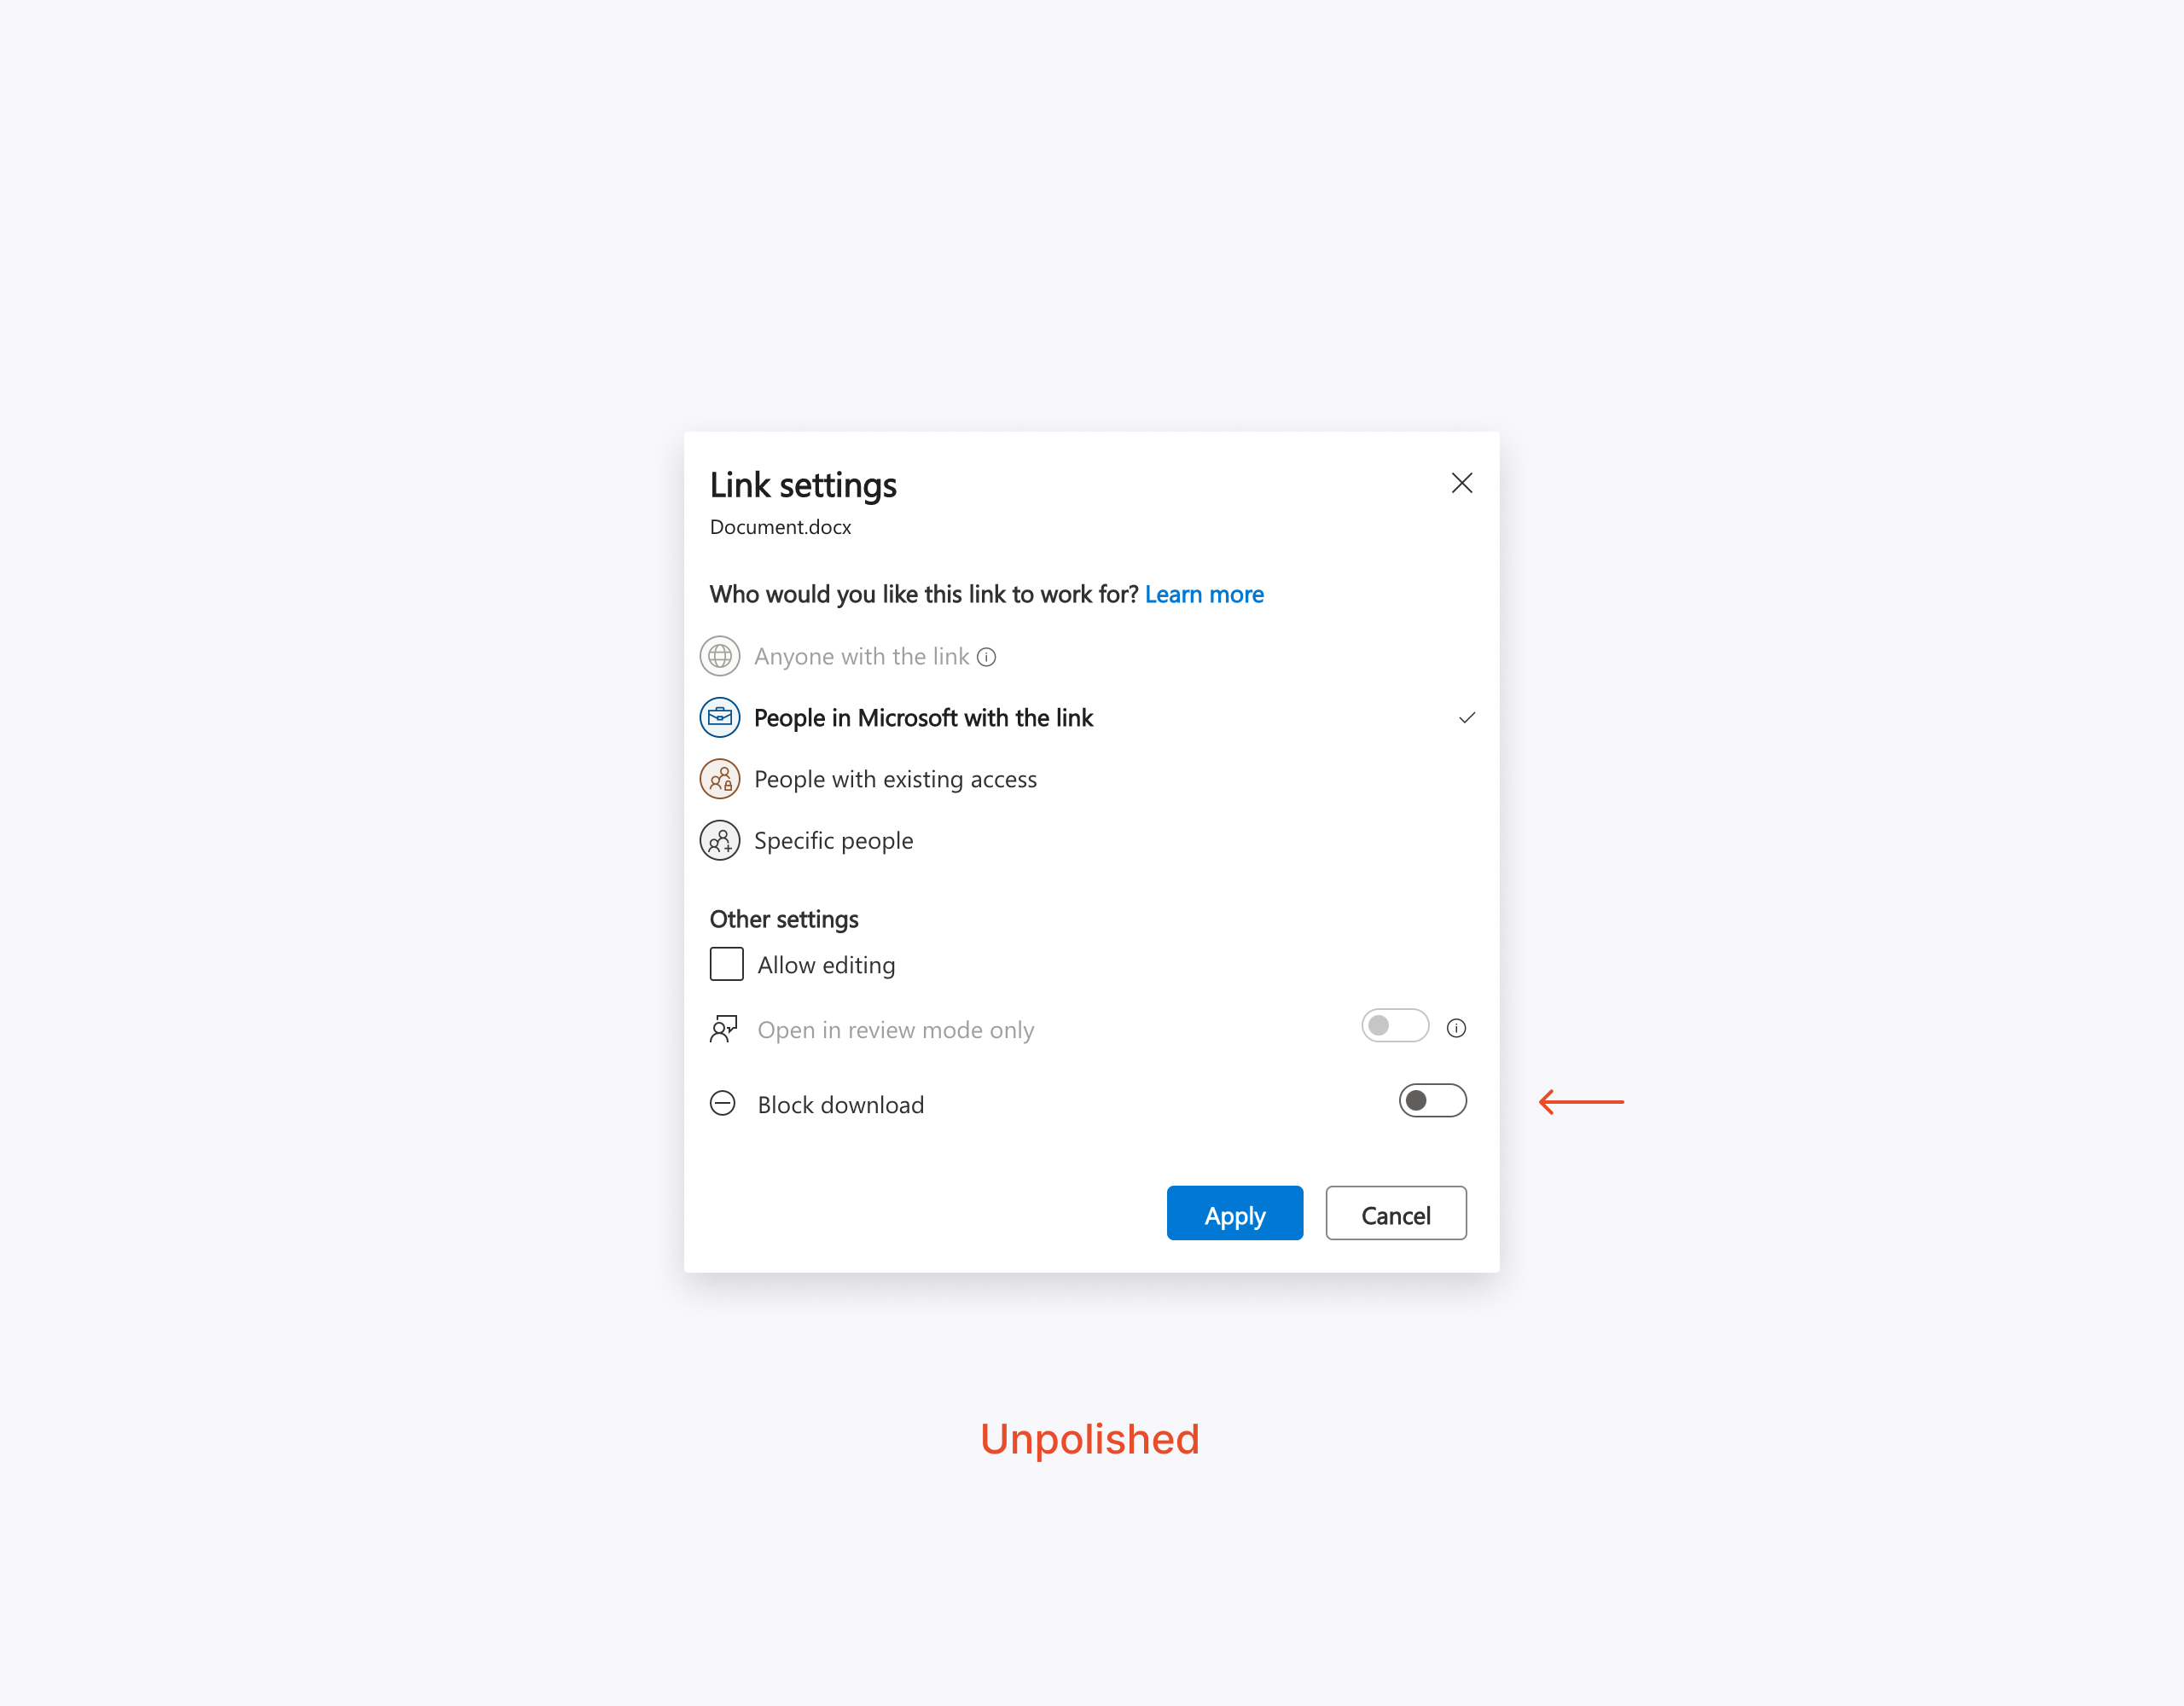 Link settings
Document.docx
Who would you like this link to work for? Learn more
Anyone with the link
People in Microsoft with the link
People with existing access
Specific people
Other settings
Allow editing
Open in review mode only
Block download
Apply
Cancel
Unpolished